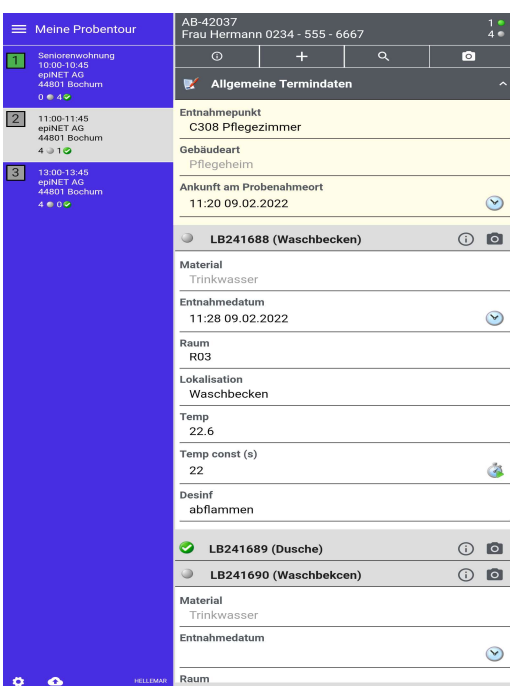 Meine Probentour
1
Seniorenwohnung
10:00-10:45
epiNET AG
44801 Bochum
0 4
2
11:00-11:45
epiNET AG
44801 Bochum
4 1
3
13:00-13:45
epiNET AG
44801 Bochum
4 0
HELLEMAR
AB-42037
Frau Hermann 0234 - 555 - 6667
1
4
Allgemeine Termindaten
Entnahmepunkt
C308 Pflegezimmer
Gebäudeart
Pflegeheim
Ankunft am Probenahmeort
11:20 09.02.2022
LB241688 (Waschbecken)
Material
Trinkwasser
Entnahmedatum
11:28 09.02.2022
Raum
R03
Lokalisation
Waschbecken
Temp
22.6
Temp const (s)
22
Desinf
abflammen
LB241689 (Dusche)
LB241690 (Waschbekcen)
Material
Trinkwasser
Entnahmedatum
Raum